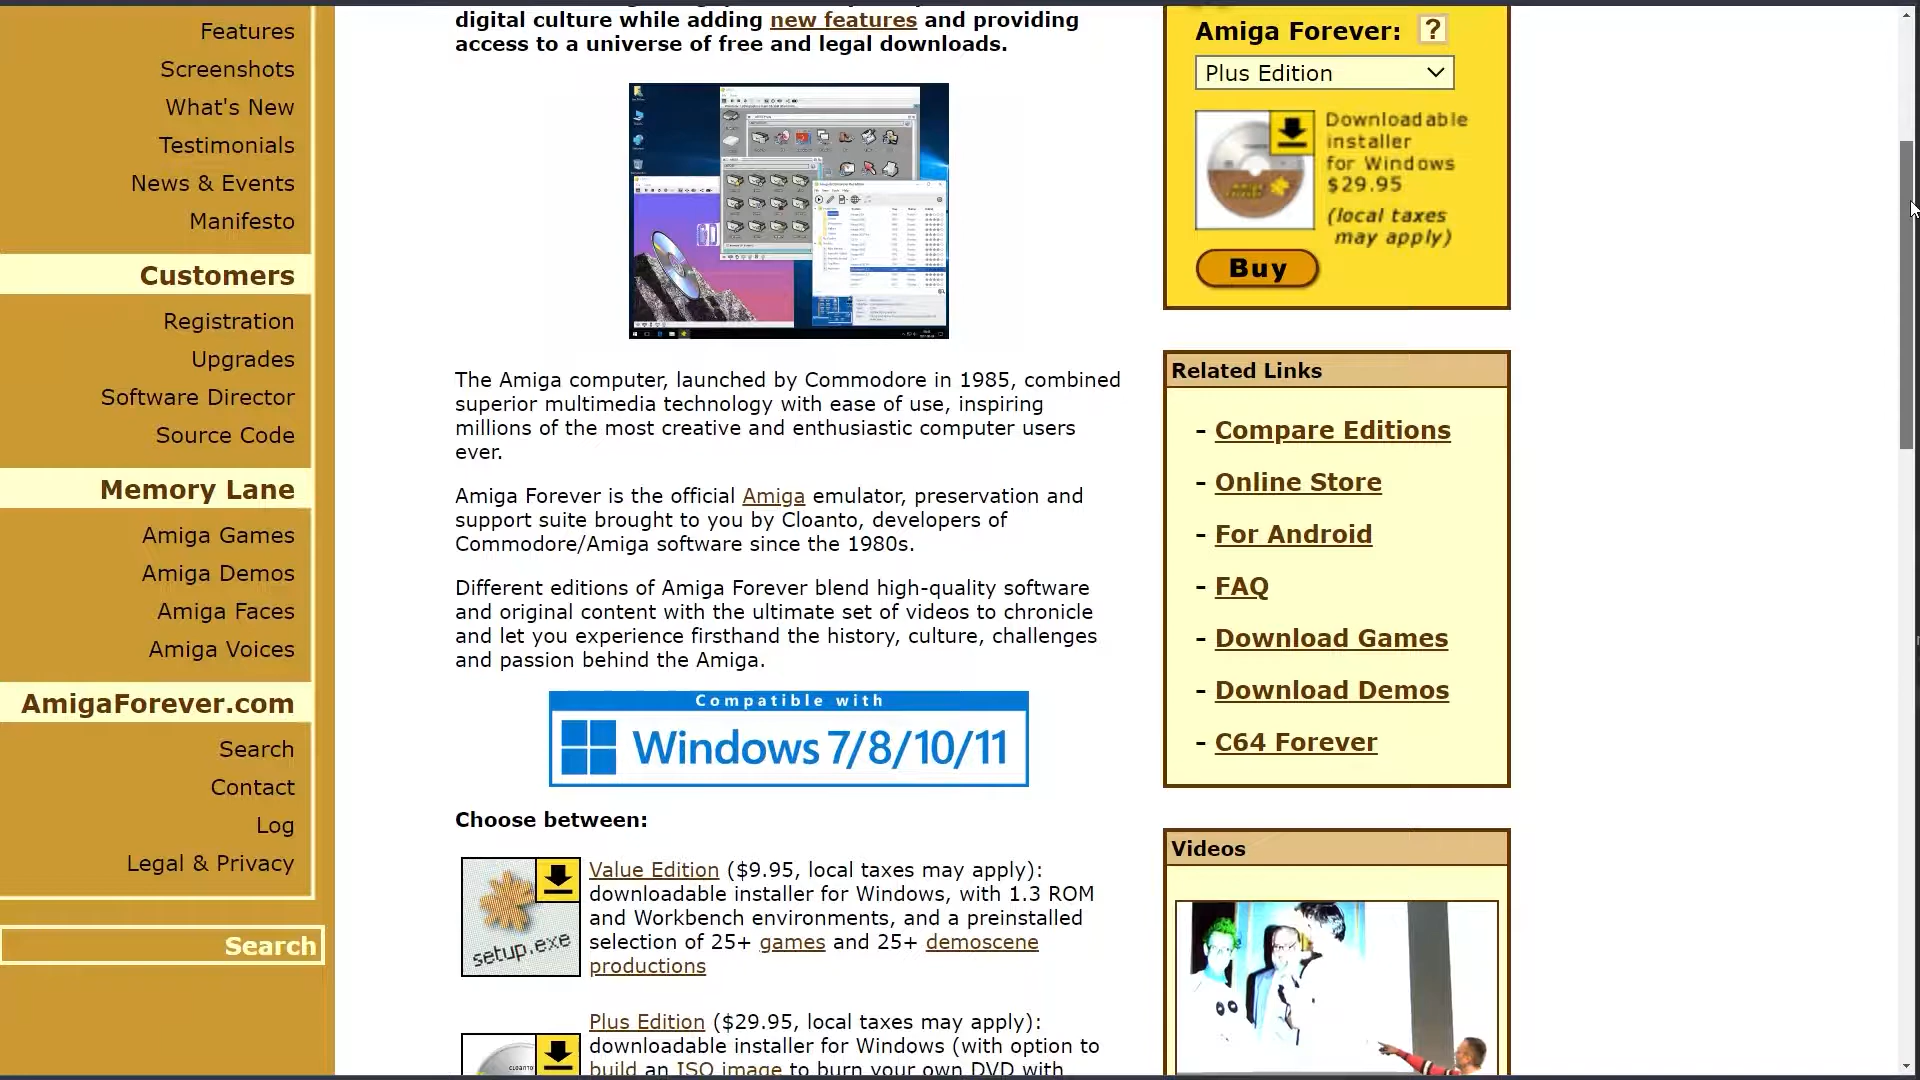 Features
Screenshots
What's New
Testimonials
News & Events
Manifesto
Customers
Registration
Upgrades
Software Director
Source Code
Memory Lane
Amiga Games
Amiga Demos
Amiga Faces
Amiga Voices
AmigaForever.com
Search
Contact
Log
Legal & Privacy
Search
digital culture while adding new features and providing
access to a universe of free and legal downloads.
The Amiga computer, launched by Commodore in 1985, combined
superior multimedia technology with ease of use, inspiring
millions of the most creative and enthusiastic computer users
ever.
Amiga Forever is the official Amiga emulator, preservation and
support suite brought to you by Cloanto, developers of
Commodore/Amiga software since the 1980s.
Different editions of Amiga Forever blend high-quality software
and original content with the ultimate set of videos to chronicle
and let you experience firsthand the history, culture, challenges
and passion behind the Amiga.
Compatible with
Windows 7/8/10/11
Choose between:
setup.exe
Value Edition ($9.95, local taxes may apply):
downloadable installer for Windows, with 1.3 ROM
and Workbench environments, and a preinstalled
selection of 25+ games and 25+ demoscene
productions
CLOANTO
Plus Edition ($29.95, local taxes may apply):
downloadable installer for Windows (with option to
build an ISO image to burn your own DVD with
Amiga Forever: ?
Plus Edition
Downloadable
installer
for Windows
$29.95
(local taxes
may apply)
Buy
Related Links
- Compare Editions
- Online Store
- For Android
- FAQ
- Download Games
- Download Demos
- C64 Forever
Videos